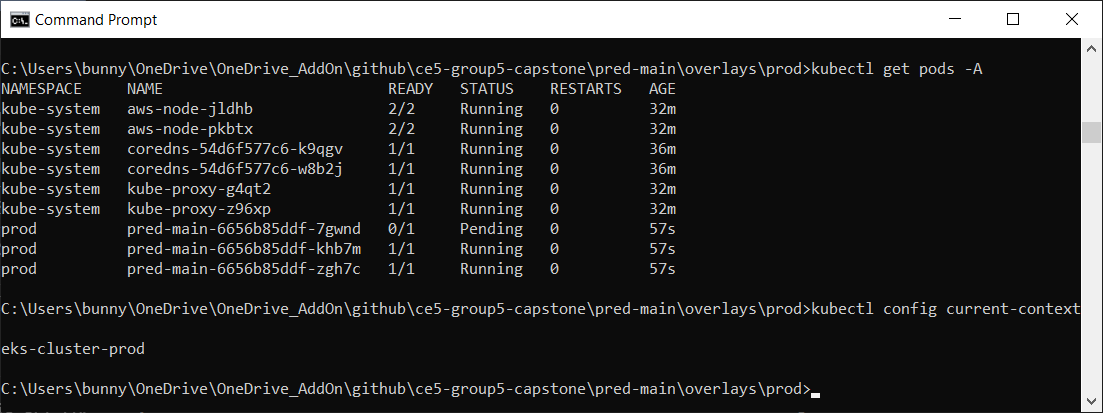 Command Prompt
C:\Users\bunny\OneDrive\OneDrive_AddOn\github\ce5-group5-capstone\pred-main\overlays\prod>kubectl get pods -A
NAMESPACE     NAME                         READY   STATUS    RESTARTS   AGE
kube-system   aws-node-jldhb               2/2     Running   0          32m
kube-system   aws-node-pkbtx               2/2     Running   0          32m
kube-system   coredns-54d6f577c6-k9qgv     1/1     Running   0          36m
kube-system   coredns-54d6f577c6-w8b2j     1/1     Running   0          36m
kube-system   kube-proxy-g4qt2             1/1     Running   0          32m
kube-system   kube-proxy-z96xp             1/1     Running   0          32m
prod          pred-main-6656b85ddf-7gwnd   0/1     Pending   0          57s
prod          pred-main-6656b85ddf-khb7m   1/1     Running   0          57s
prod          pred-main-6656b85ddf-zgh7c   1/1     Running   0          57s
C:\Users\bunny\OneDrive\OneDrive_AddOn\github\ce5-group5-capstone\pred-main\overlays\prod>kubectl config current-context
eks-cluster-prod
C:\Users\bunny\OneDrive\OneDrive_AddOn\github\ce5-group5-capstone\pred-main\overlays\prod>